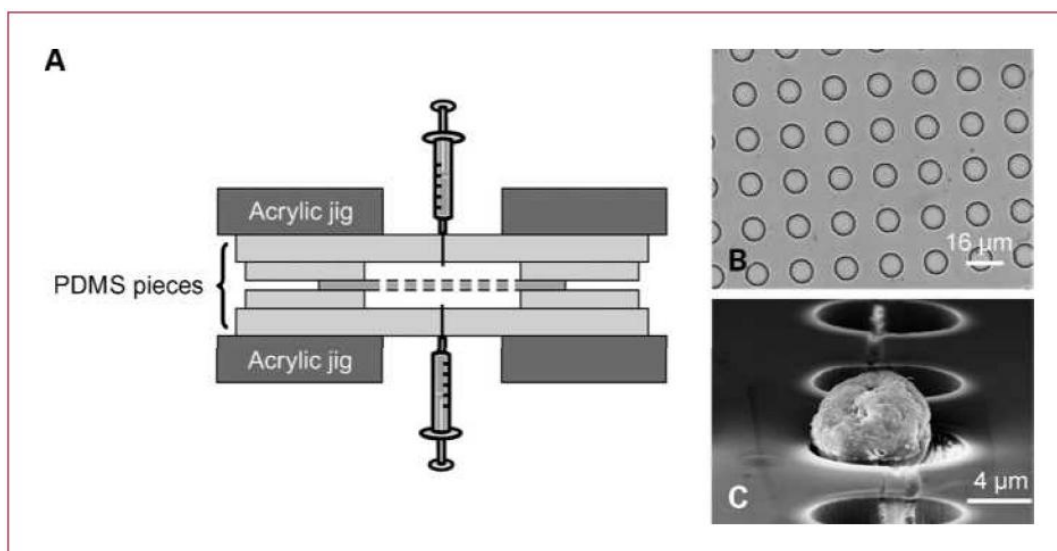 A
Acrylic jig
PDMS pieces
Acrylic jig
16 μm
B
4 μm
C